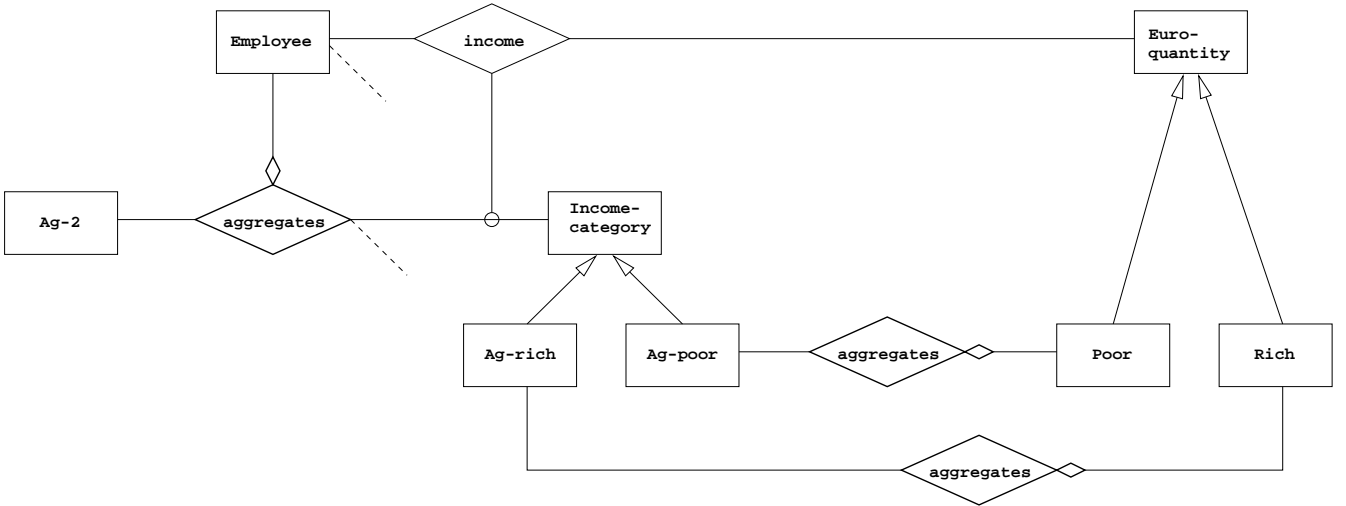 Employee
income
Euro-
quantity
Ag-2
aggregates
Income-
category
Ag-rich
Ag-poor
aggregates
Poor
Rich
aggregates